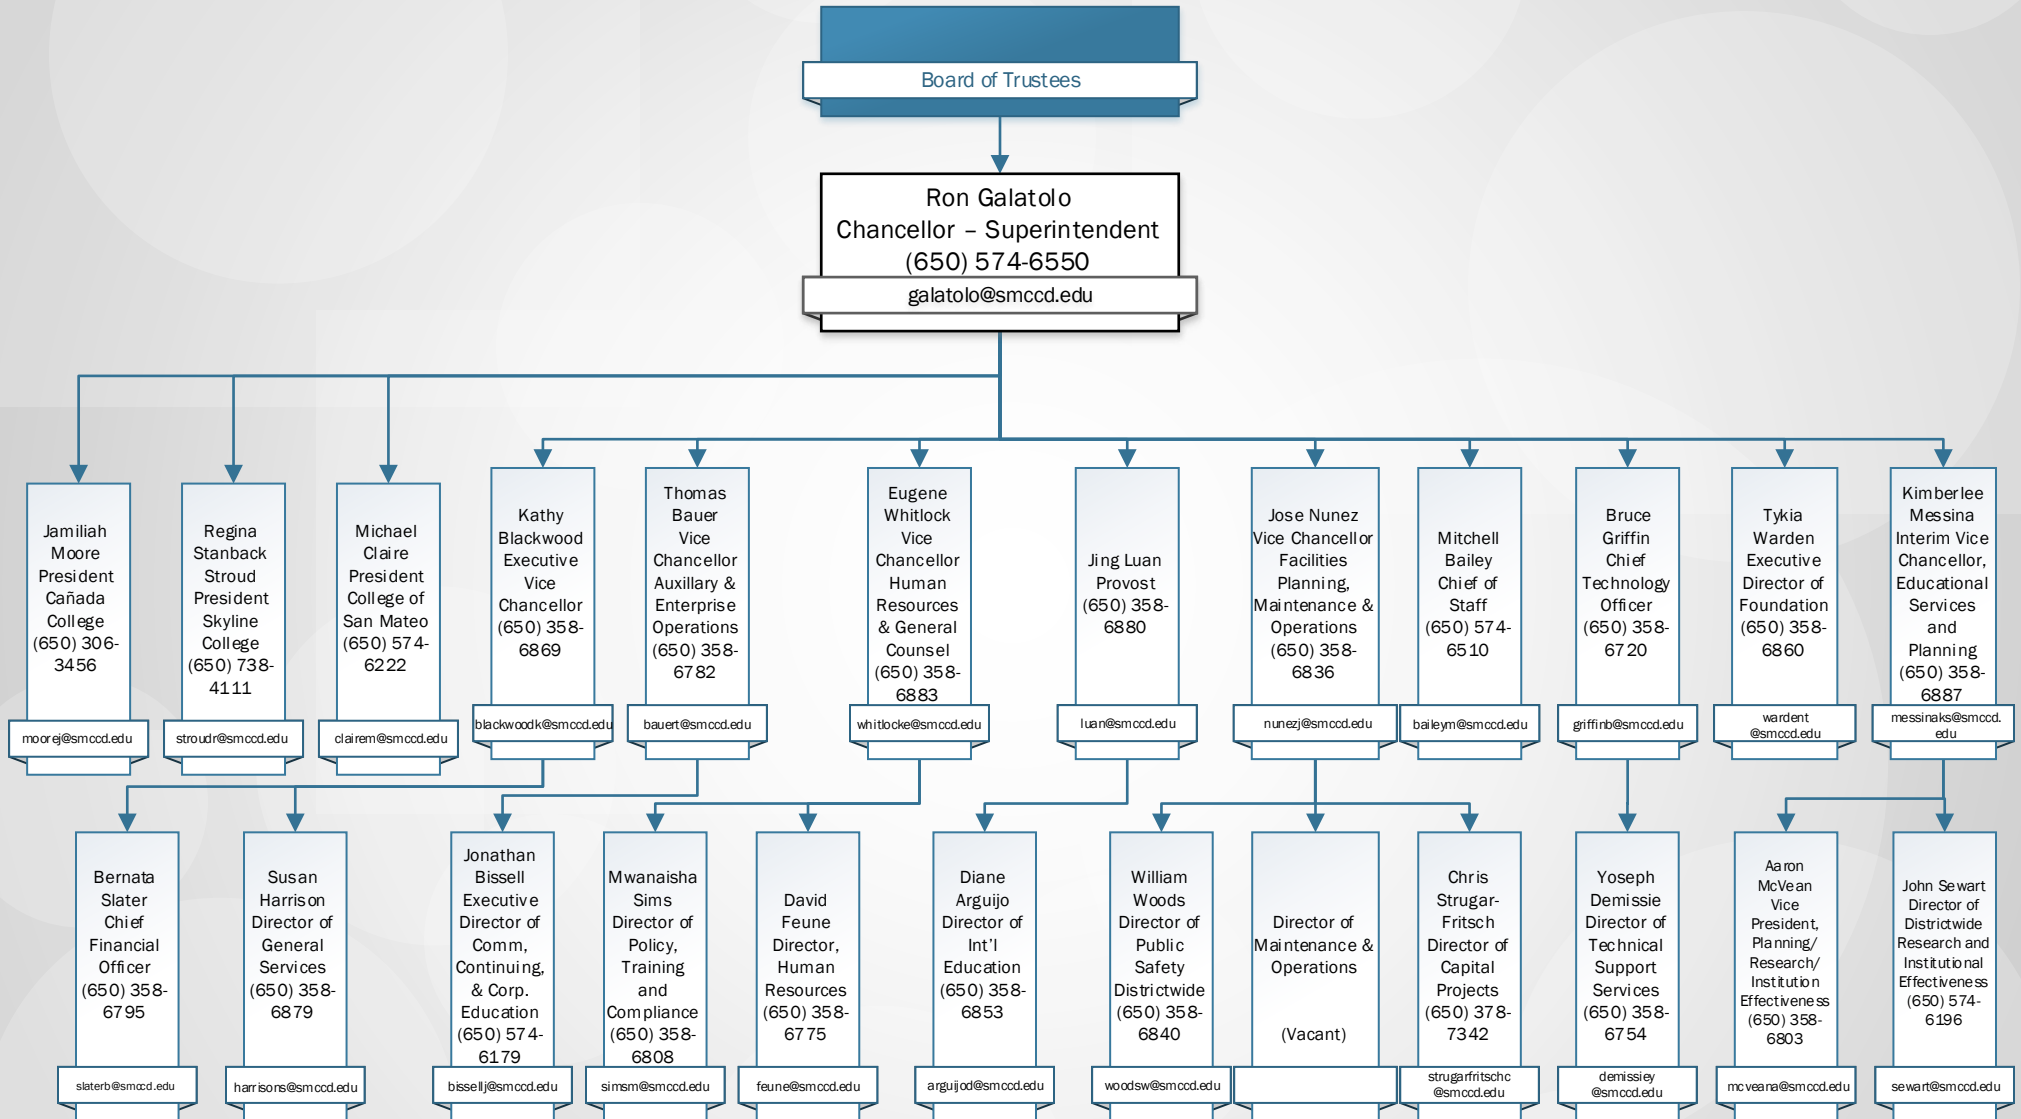 Board of Trustees
Ron Galatolo
Chancellor – Superintendent
(650) 574-6550
galatolo@smccd.edu
Jamiliah
Moore
President
Cañada
College
(650) 306-
3456
moorej@smccd.edu
Regina
Stanback
Stroud
President
Skyline
College
(650) 738-
4111
stroudr@smccd.edu
Michael
Claire
President
College of
San Mateo
(650) 574-
6222
clairem@smccd.edu
Kathy
Blackwood
Executive
Vice
Chancellor
(650) 358-
6869
blackwoodk@smccd.edu
Thomas
Bauer
Vice
Chancellor
Auxillary &
Enterprise
Operations
(650) 358-
6782
bauert@smccd.edu
Eugene
Whitlock
Vice
Chancellor
Human
Resources
& General
Counsel
(650) 358-
6883
whitlocke@smccd.edu
Jing Luan
Provost
(650) 358-
6880
luan@smccd.edu
Jose Nunez
Vice Chancellor
Facilities
Planning,
Maintenance &
Operations
(650) 358-
6836
nunezj@smccd.edu
Mitchell
Bailey
Chief of
Staff
(650) 574-
6510
baileym@smccd.edu
Bruce
Griffin
Chief
Technology
Officer
(650) 358-
6720
griffinb@smccd.edu
Tykia
Warden
Executive
Director of
Foundation
(650) 358-
6860
wardent
@smccd.edu
Kimberlee
Messina
Interim Vice
Chancellor,
Educational
Services
and
Planning
(650) 358-
6887
messinaks@smccd.
edu
Bernata
Slater
Chief
Financial
Officer
(650) 358-
6795
slaterb@smccd.edu
Susan
Harrison
Director of
General
Services
(650) 358-
6879
harrisons@smccd.edu
Jonathan
Bissell
Executive
Director of
Comm,
Continuing,
& Corp.
Education
(650) 574-
6179
bissellj@smccd.edu
Mwanaisha
Sims
Director of
Policy,
Training
and
Compliance
(650) 358-
6808
simsm@smccd.edu
David
Feune
Director,
Human
Resources
(650) 358-
6775
feune@smccd.edu
Diane
Arguijo
Director of
Int'l
Education
(650) 358-
6853
arguijod@smccd.edu
William
Woods
Director of
Public
Safety
Districtwide
(650) 358-
6840
woodsw@smccd.edu
Director of
Maintenance &
Operations
(Vacant)
Chris
Strugar-
Fritsch
Director of
Capital
Projects
(650) 378-
7342
strugarfritschc
@smccd.edu
Yoseph
Demissie
Director of
Technical
Support
Services
(650) 358-
6754
demissiey
@smccd.edu
Aaron
McVean
Vice
President,
Planning/
Research/
Institution
Effectiveness
(650) 358-
6803
mcveana@smccd.edu
John Sewart
Director of
Districtwide
Research and
Institutional
Effectiveness
(650) 574-
6196
sewart@smccd.edu